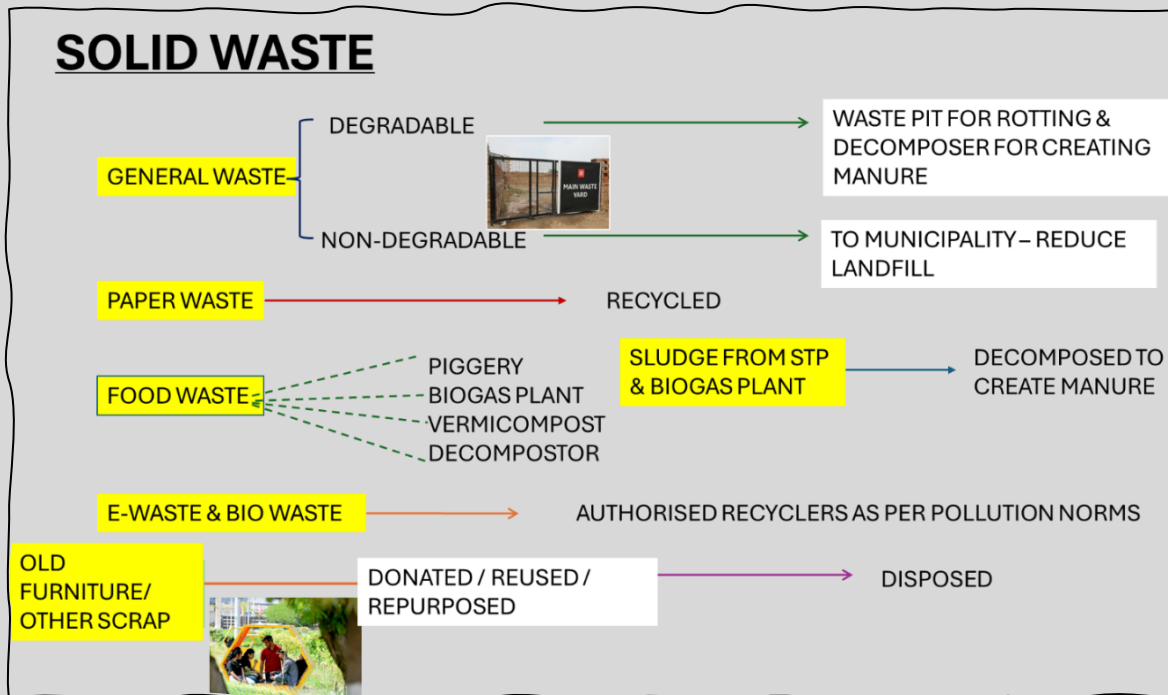 SOLID WASTE
GENERAL WASTE
DEGRADABLE
WASTE PIT FOR ROTTING &
DECOMPOSER FOR CREATING
MANURE
MAIN WASTE
YARD
NON-DEGRADABLE
TO MUNICIPALITY – REDUCE
LANDFILL
PAPER WASTE
RECYCLED
FOOD WASTE
PIGGERY
BIOGAS PLANT
VERMICOMPOST
DECOMPOSTOR
SLUDGE FROM STP
& BIOGAS PLANT
DECOMPOSED TO
CREATE MANURE
E-WASTE & BIO WASTE
AUTHORISED RECYCLERS AS PER POLLUTION NORMS
OLD
FURNITURE/
OTHER SCRAP
DONATED / REUSED /
REPURPOSED
DISPOSED